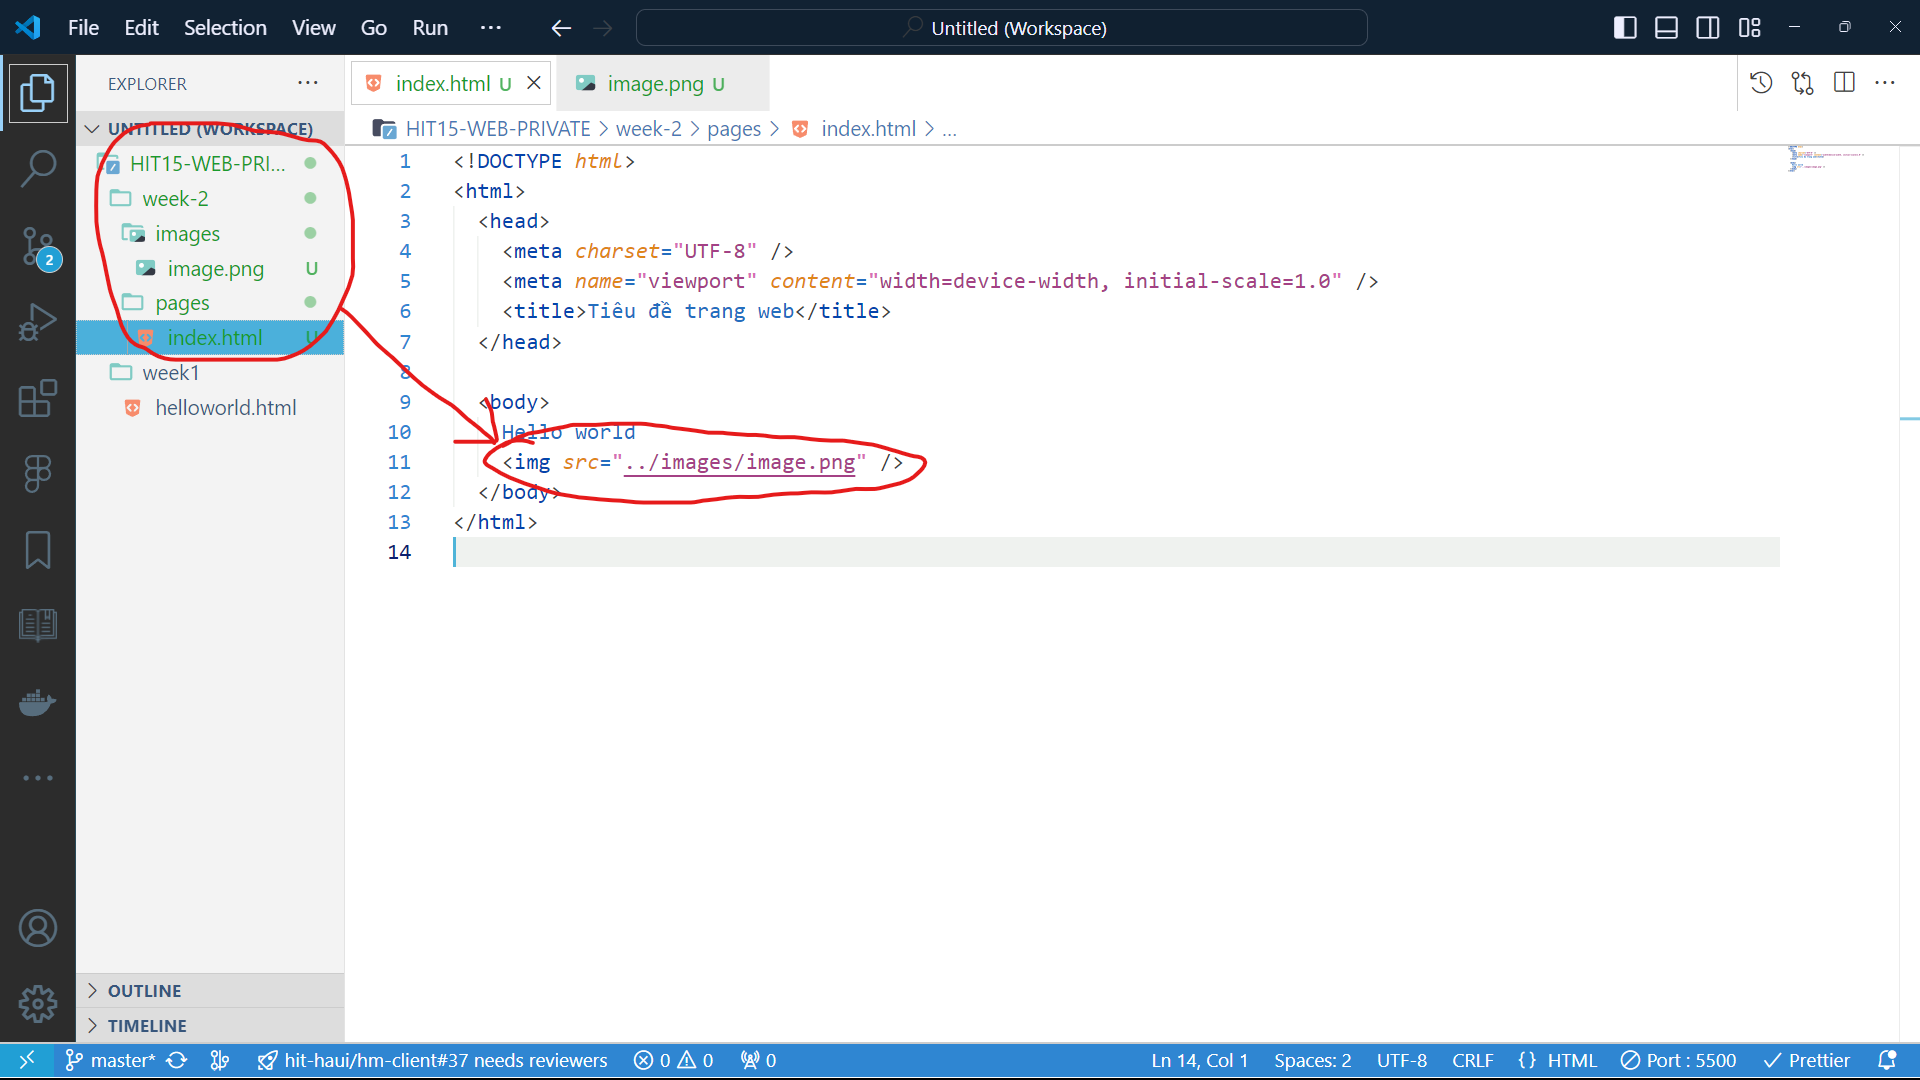 File Edit Selection View Go Run ··· Untitled (Workspace)
EXPLORER ···
UNTITLED (WORKSPACE)
HIT15-WEB-PRI...
week-2
images
image.png U
pages
index.html U
week1
helloworld.html
2
OUTLINE
TIMELINE
index.html U image.png U
HIT15-WEB-PRIVATE > week-2 > pages > index.html > ...
1 <!DOCTYPE html>
2 <html>
3 <head>
4 <meta charset="UTF-8" />
5 <meta name="viewport" content="width=device-width, initial-scale=1.0" />
6 <title>Tiêu đề trang web</title>
7 </head>
8
9 <body>
10 Hello world
11 <img src="../images/image.png" />
12 </body>
13 </html>
14
master* hit-haui/hm-client#37 needs reviewers 0 0 0 Ln 14, Col 1 Spaces: 2 UTF-8 CRLF {} HTML Port : 5500 Prettier